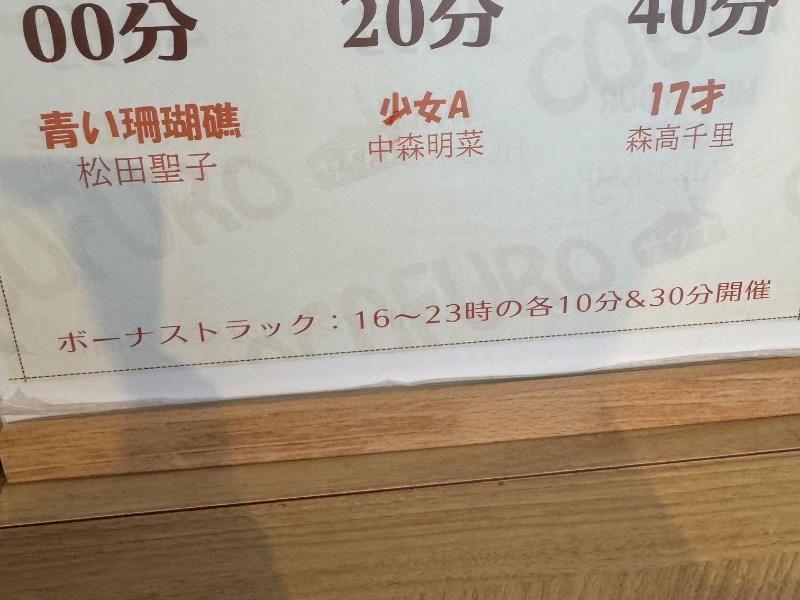 00分 20分 40分
青い珊瑚礁 少女A 17才
松田聖子 中森明菜 森高千里
ボーナストラック：16〜23時の各10分&30分開催